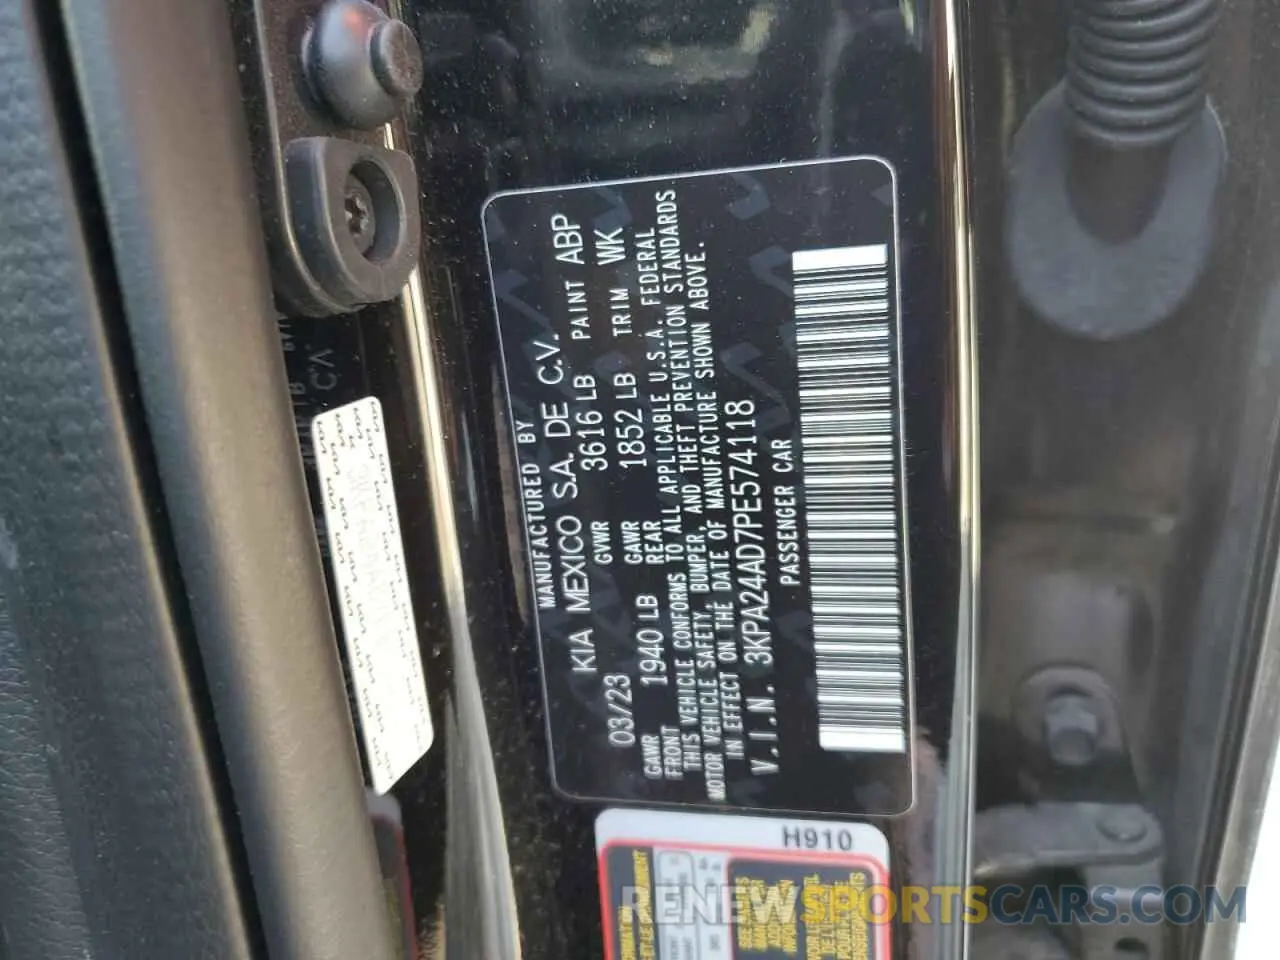 MANUFACTURED BY
KIA MEXICO S.A. DE C.V.
03/23 GVWR 3616 LB PAINT ABP
GAWR FRONT 1940 LB GAWR REAR 1852 LB TRIM WK
THIS VEHICLE CONFORMS TO ALL APPLICABLE U.S.A. FEDERAL
MOTOR VEHICLE SAFETY, BUMPER, AND THEFT PREVENTION STANDARDS
IN EFFECT ON THE DATE OF MANUFACTURE SHOWN ABOVE.
V.I.N. 3KPA24AD7PE574118
PASSENGER CAR
H910
RENEWSPORTSCARS.COM